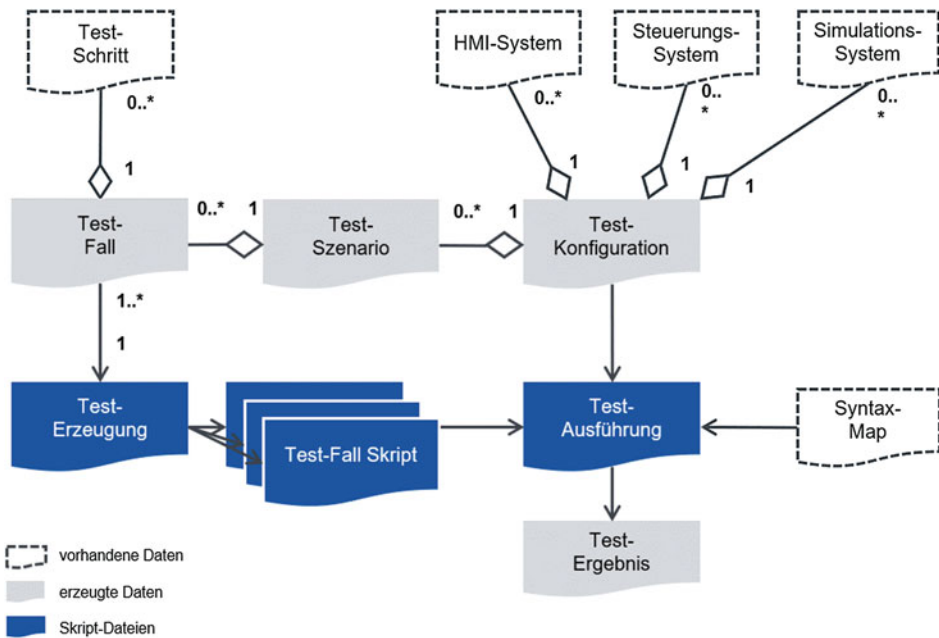 Test-
Schritt
HMI-System
Steuerungs-
System
Simulations-
System
0..*
0..*
0..
*
0..
*
1
1
1
1
Test-
Fall
0..*
1
Test-
Szenario
0..*
1
Test-
Konfiguration
1..*
1
Test-
Erzeugung
Test-Fall Skript
Test-
Ausführung
Syntax-
Map
Test-
Ergebnis
vorhandene Daten
erzeugte Daten
Skript-Dateien